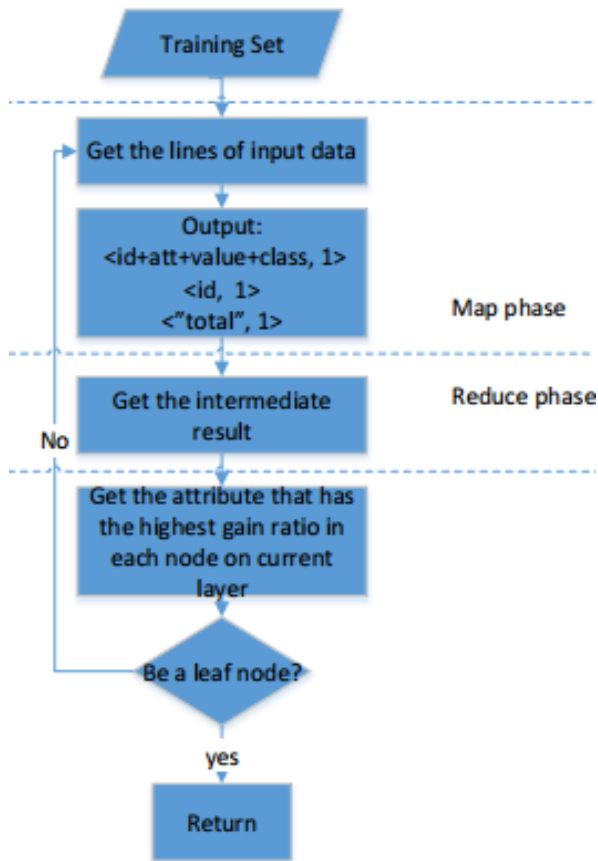 Training Set
Get the lines of input data
Output:
<id+att+value+class, 1>
<id, 1>
<"total", 1>
Map phase
Get the intermediate
result
Reduce phase
No
Get the attribute that has
the highest gain ratio in
each node on current
layer
Be a leaf node?
yes
Return